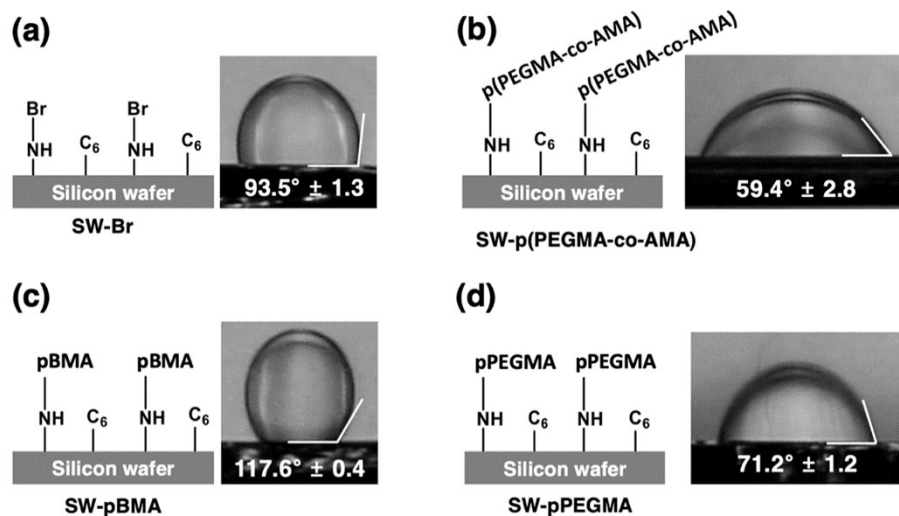 (a)
Br
Br
NH
C6
NH
C6
Silicon wafer
SW-Br
93.5° ± 1.3
(b)
p(PEGMA-co-AMA)
p(PEGMA-co-AMA)
NH
C6
NH
C6
Silicon wafer
SW-p(PEGMA-co-AMA)
59.4° ± 2.8
(c)
pBMA
pBMA
NH
C6
NH
C6
Silicon wafer
SW-pBMA
117.6° ± 0.4
(d)
pPEGMA
pPEGMA
NH
C6
NH
C6
Silicon wafer
SW-pPEGMA
71.2° ± 1.2